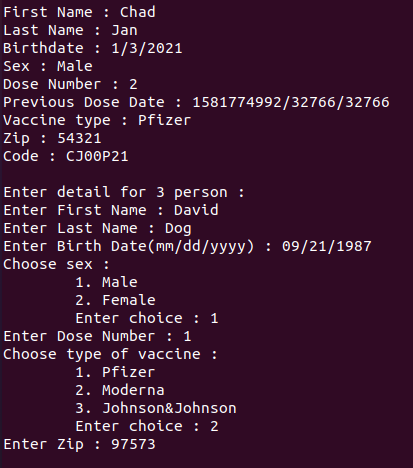 First Name : Chad
Last Name : Jan
Birthdate : 1/3/2021
Sex : Male
Dose Number : 2
Previous Dose Date : 1581774992/32766/32766
Vaccine type : Pfizer
Zip : 54321
Code : CJ00P21
Enter detail for 3 person :
Enter First Name : David
Enter Last Name : Dog
Enter Birth Date(mm/dd/yyyy) : 09/21/1987
Choose sex :
1. Male
2. Female
Enter choice : 1
Enter Dose Number : 1
Choose type of vaccine :
1. Pfizer
2. Moderna
3. Johnson&Johnson
Enter choice : 2
Enter Zip : 97573